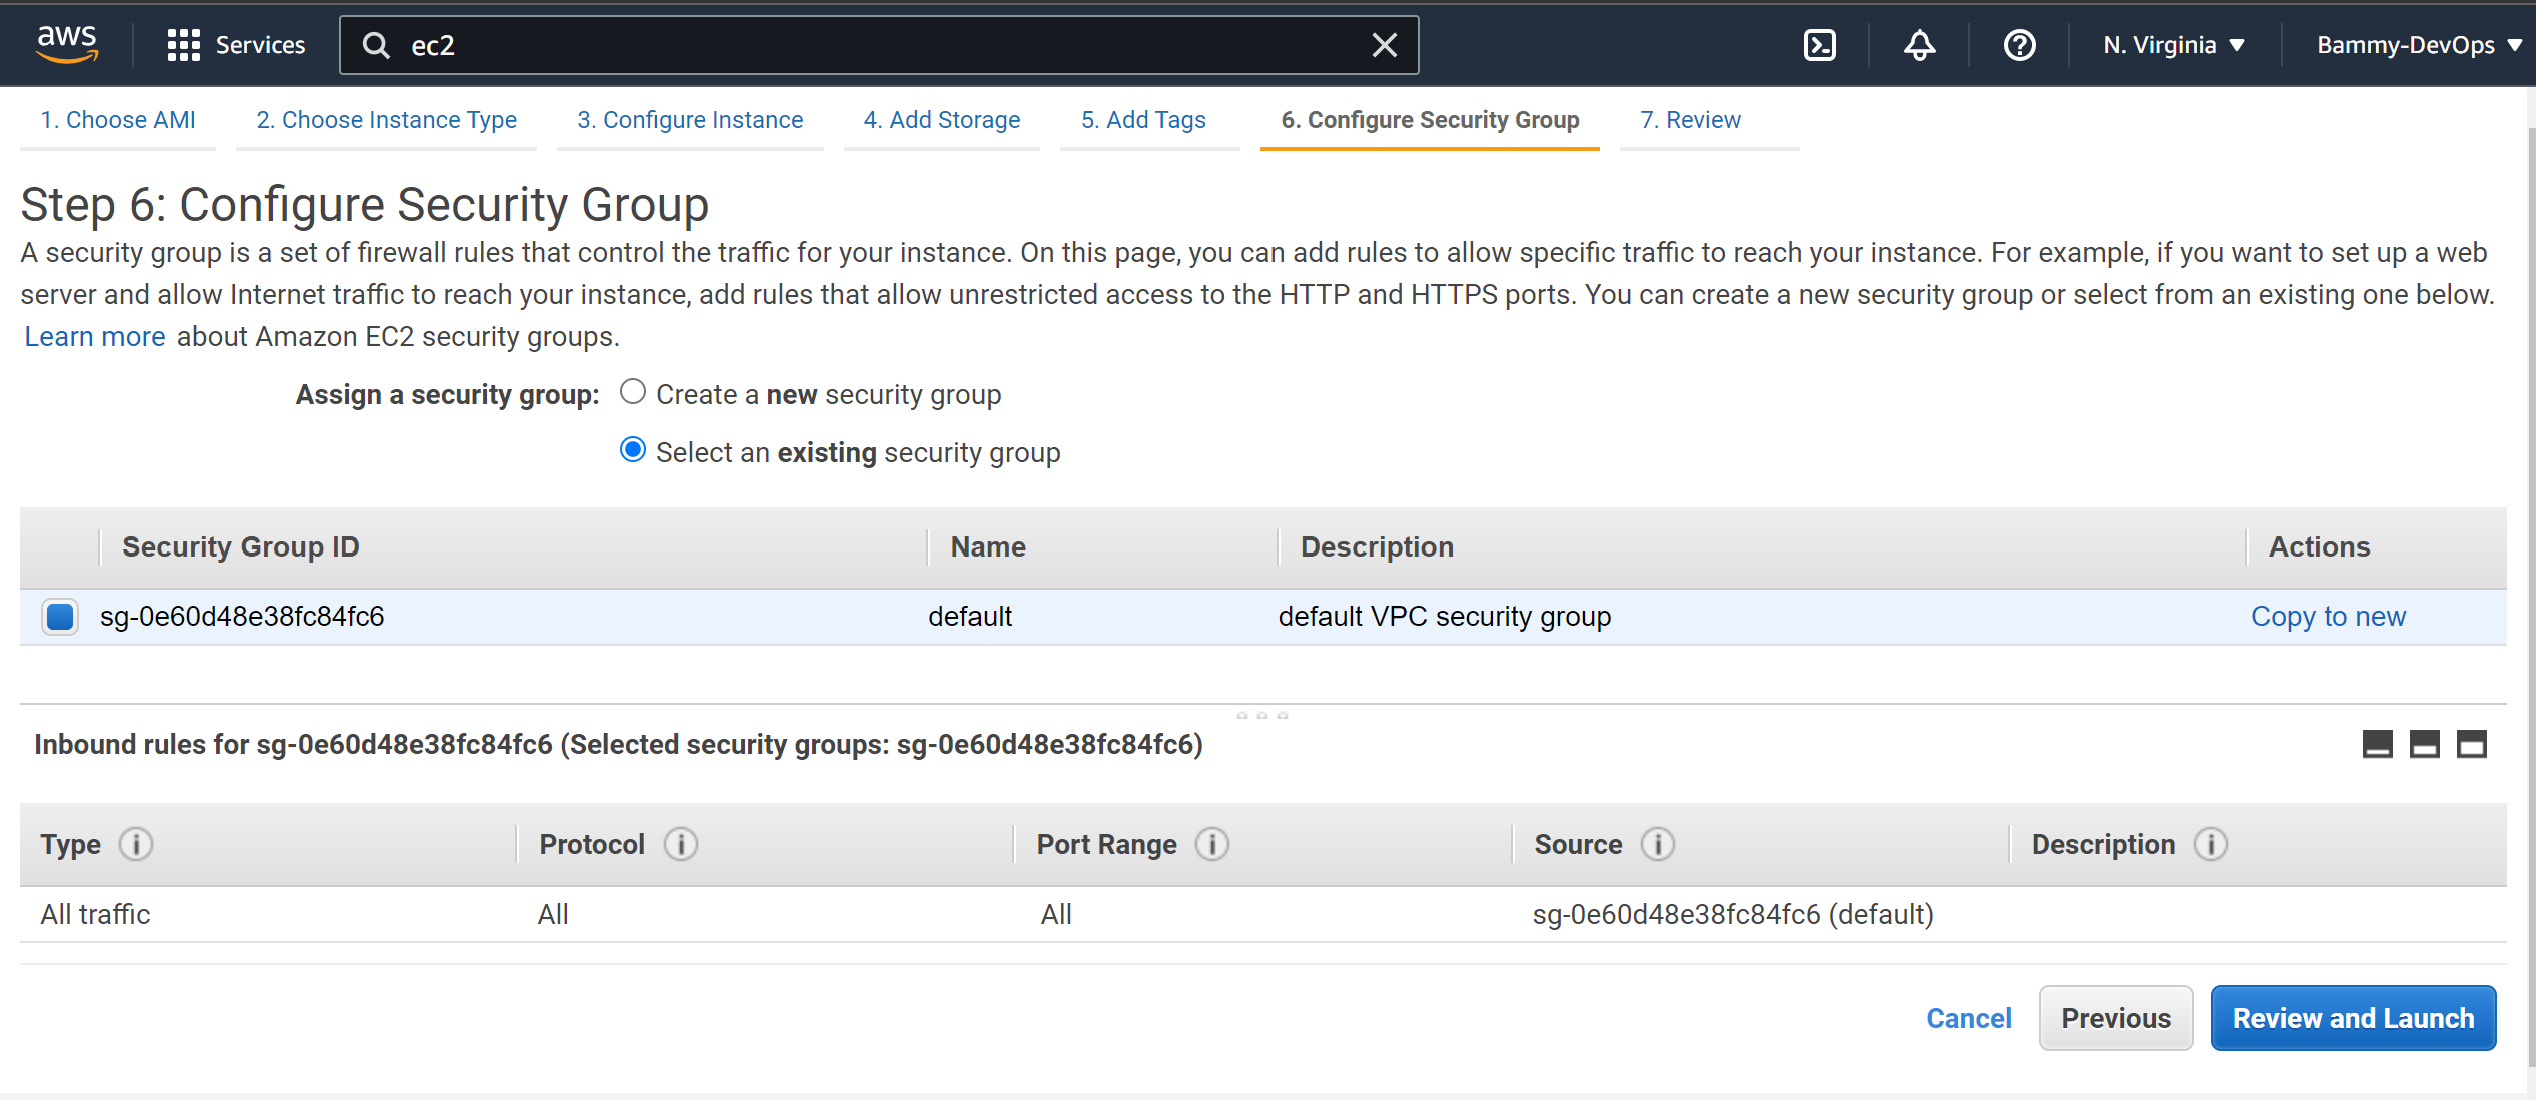 aws Services ec2 N. Virginia Bammy-DevOps
1. Choose AMI 2. Choose Instance Type 3. Configure Instance 4. Add Storage 5. Add Tags 6. Configure Security Group 7. Review
Step 6: Configure Security Group
A security group is a set of firewall rules that control the traffic for your instance. On this page, you can add rules to allow specific traffic to reach your instance. For example, if you want to set up a web
server and allow Internet traffic to reach your instance, add rules that allow unrestricted access to the HTTP and HTTPS ports. You can create a new security group or select from an existing one below.
Learn more about Amazon EC2 security groups.
Assign a security group: Create a new security group
Select an existing security group
Security Group ID Name Description Actions
sg-0e60d48e38fc84fc6 default default VPC security group Copy to new
Inbound rules for sg-0e60d48e38fc84fc6 (Selected security groups: sg-0e60d48e38fc84fc6)
Type Protocol Port Range Source Description
All traffic All All sg-0e60d48e38fc84fc6 (default)
Cancel Previous Review and Launch